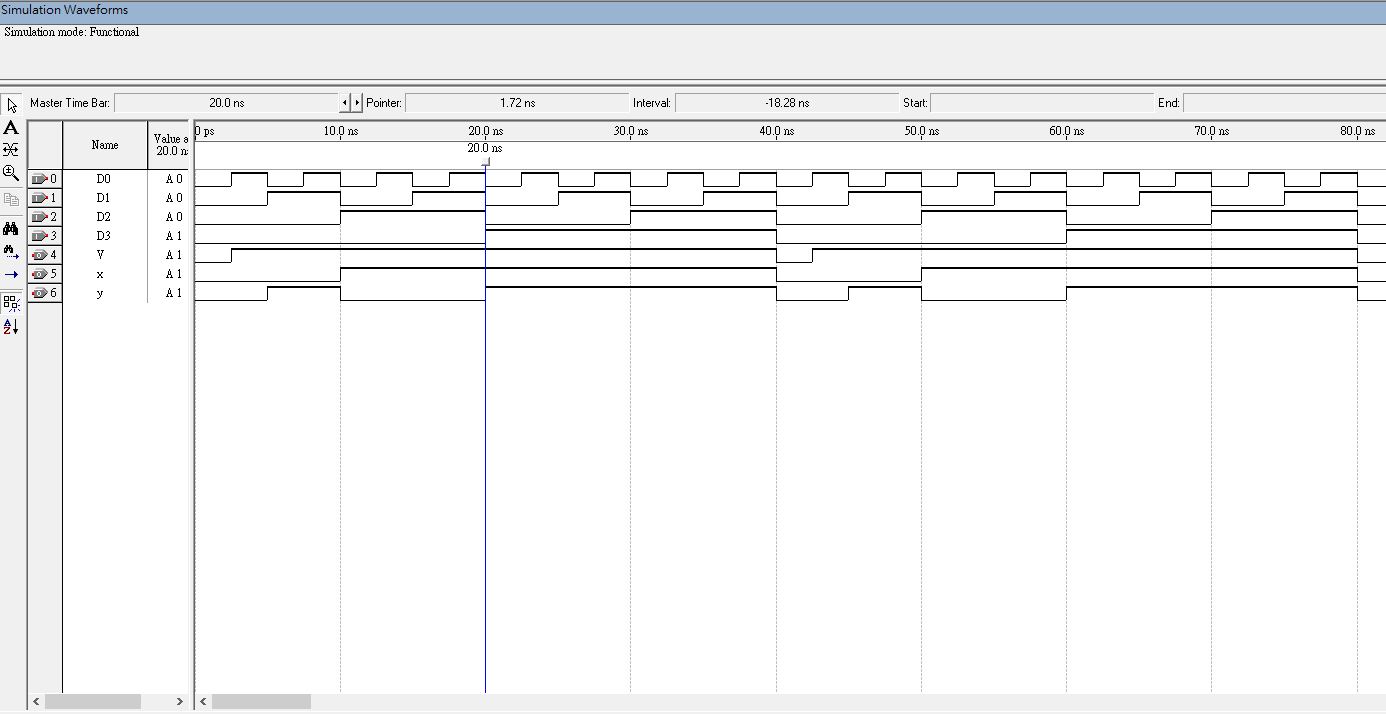 Simulation Waveforms
Simulation mode: Functional
Master Time Bar: 20.0 ns Pointer: 1.72 ns Interval: -18.28 ns Start: End:
Name
Value a
20.0 n
0 ps 10.0 ns 20.0 ns 30.0 ns 40.0 ns 50.0 ns 60.0 ns 70.0 ns 80.0 ns
20.0 ns
0 D0 A 0
1 D1 A 0
2 D2 A 0
3 D3 A 1
4 V A 1
5 x A 1
6 y A 1